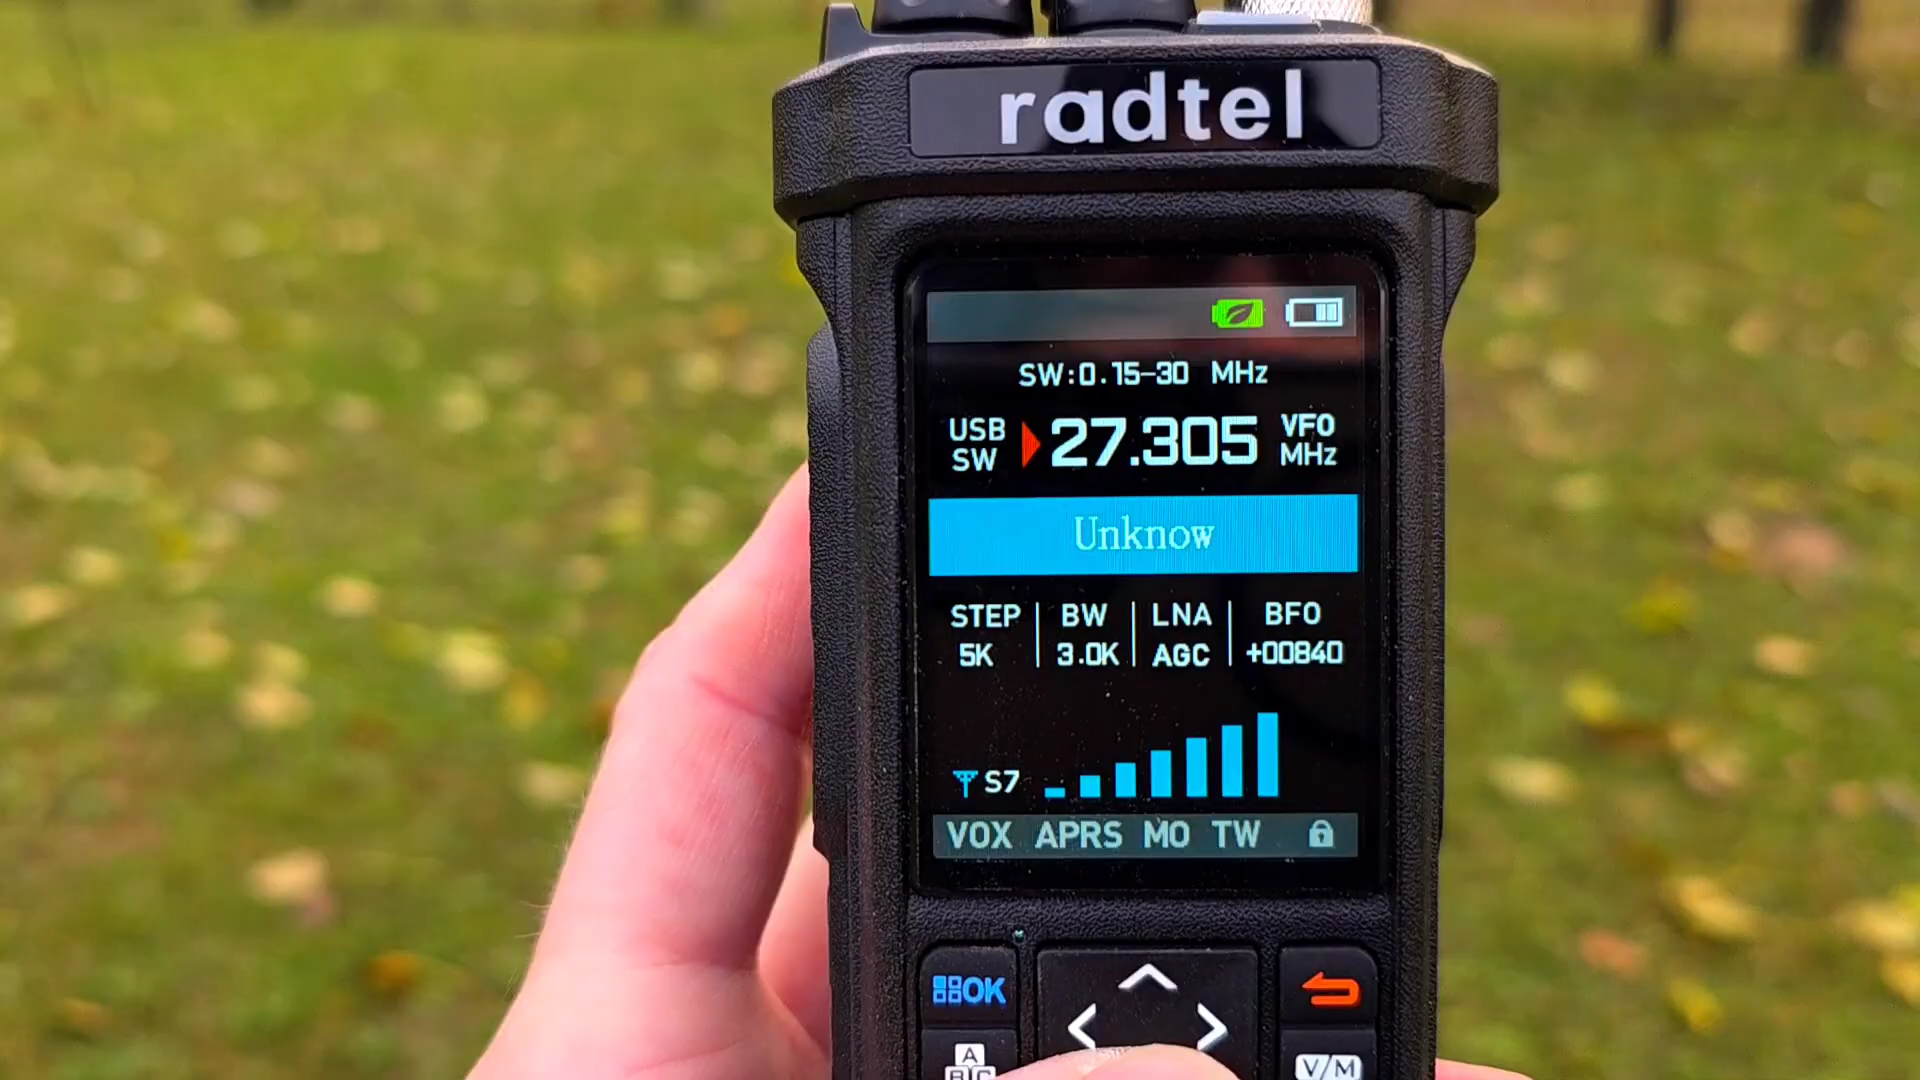 radtel
SW:0.15-30 MHz
USB SW 27.305 VFO MHz
Unknow
STEP BW LNA BFO
5K 3.0K AGC +00840
S7
VOX APRS MO TW
OK
A
B C
V/M